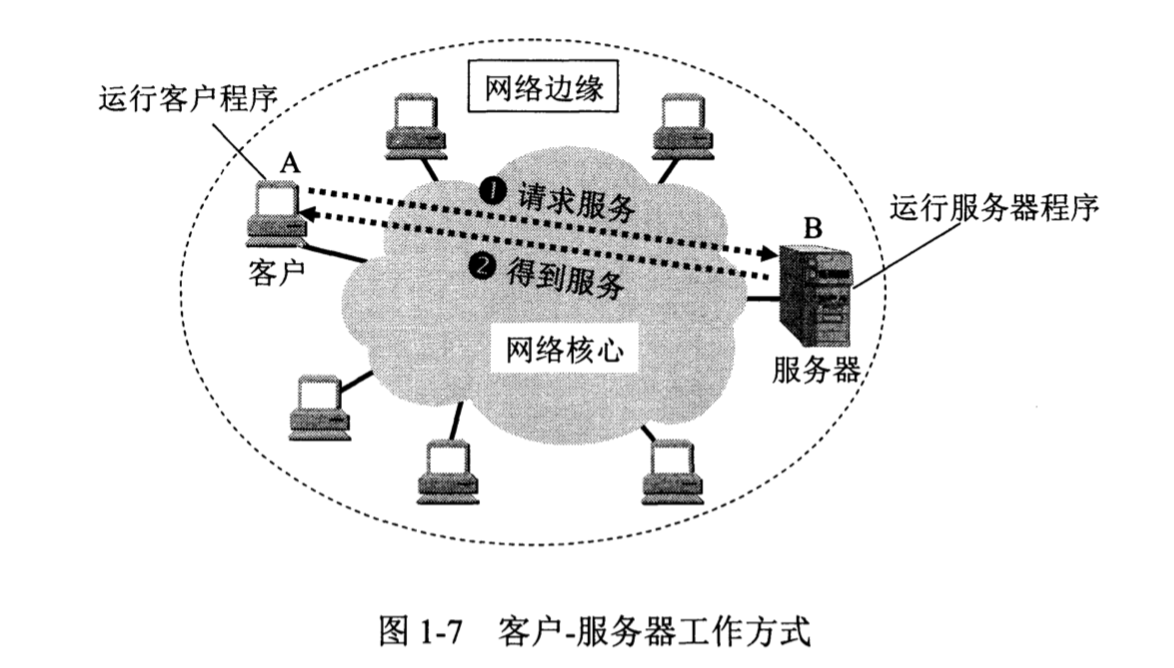 网络边缘
运行客户程序
A
❶ 请求服务
运行服务器程序
B
客户
❷ 得到服务
网络核心
服务器
图 1-7 客户-服务器工作方式